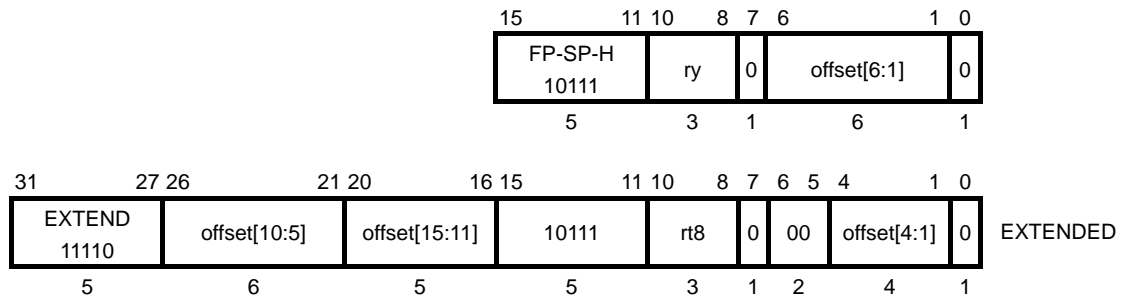 15 11 10 8 7 6 1 0
FP-SP-H
10111 ry 0 offset[6:1] 0
5 3 1 6 1
31 27 26 21 20 16 15 11 10 8 7 6 5 4 1 0
EXTEND
11110 offset[10:5] offset[15:11] 10111 rt8 0 00 offset[4:1] 0 EXTENDED
5 6 5 5 3 1 2 4 1